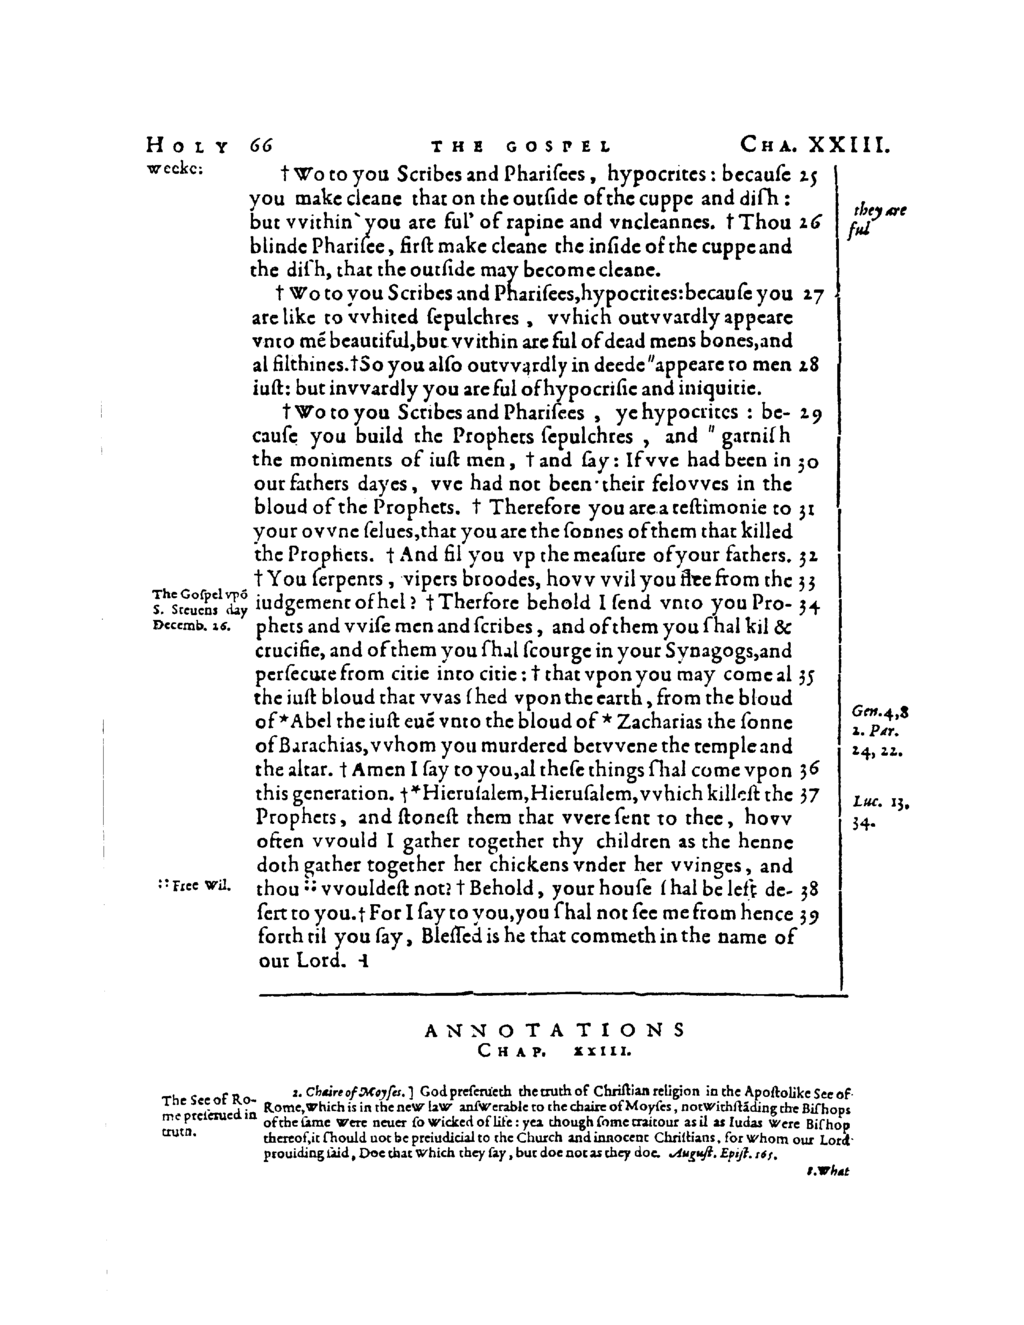 HOLY 66 THE GOSPEL CHA. XXIII.
weeke:
†Wo to you Scribes and Phariſees, hypocrites: becauſe 25
you make cleane that on the outſide of the cuppe and diſh:
but vvithin`you are ful' of rapine and vncleannes. † Thou 26
they are
ful
blinde Phariſee, firſt make cleane the inſide of the cuppe and
the diſh, that the outſide may become cleane.
† Wo to you Scribes and Phariſees, hypocrites: becauſe you 27
are like to vvhited ſepulchres, vvhich outvvardly appeare
vnto mē beautiful, but vvithin are ful of dead mens bones, and
al filthines. †So you alſo outvvardly in deede "appeare to men 28
iuſt: but invvardly you are ful of hypocriſie and iniquitie.
†Wo to you Scribes and Phariſees, ye hypocrites: be- 29
cauſe you build the Prophets ſepulchres, and "garniſh
the moniments of iuſt men, † and ſay: If vve had been in 30
our fathers dayes, vve had not been their felovves in the
bloud of the Prophets. † Therefore you are a teſtimonie to 31
your ovvne ſelues, that you are the ſonnes of them that killed
the Prophets. † And fil you vp the meaſure of your fathers. 32
† You ſerpents, vipers broodes, hovv vvil you flee from the 33
The Goſpel vpō
S. Steuens day
Decemb. 26.
iudgement of hel? † Therfore behold I ſend vnto you Pro- 34
phets and vviſe men and ſcribes, and of them you ſhal kil &
crucifie, and of them you ſhal ſcourge in your Synagogs, and
perſecute from citie into citie: † that vpon you may come al 35
the iuſt bloud that vvas ſhed vpon the earth, from the bloud
of *Abel the iuſt euē vnto the bloud of * Zacharias the ſonne
Gen. 4, 8
2. Par.
24, 22.
of Barachias, vvhom you murdered betvvene the temple and
the altar. † Amen I ſay to you, al theſe things ſhal come vpon 36
this generation. †*Hieruſalem, Hieruſalem, vvhich killeſt the 37
Luc. 13,
34.
Prophets, and ſtoneſt them that vvere ſent to thee, hovv
often vvould I gather together thy children as the henne
doth gather together her chickens vnder her vvinges, and
:: Free Wil.
thou :: vvouldeſt not? † Behold, your houſe ſhal be left de- 38
ſert to you. † For I ſay to you, you ſhal not ſee me from hence 39
forth til you ſay, Bleſſed is he that commeth in the name of
our Lord. ⊣
ANNOTATIONS
CHAP. XXIII.
The See of Ro-
me preſerued in
truth.
2. Chaire of Moyſes.] God preſerueth the truth of Chriſtian religion in the Apoſtolike See of
Rome, which is in the new law anſwerable to the chaire of Moyſes, notwithſtāding the Biſhops
of the ſame were neuer ſo wicked of life: yea though ſome traitour as il as Iudas were Biſhop
thereof, it ſhould not be preiudicial to the Church and innocent Chriſtians, for whom our Lord
prouiding ſaid, Doe that which they ſay, but doe not as they doe. Auguſt. Epiſt. 165.
8. What